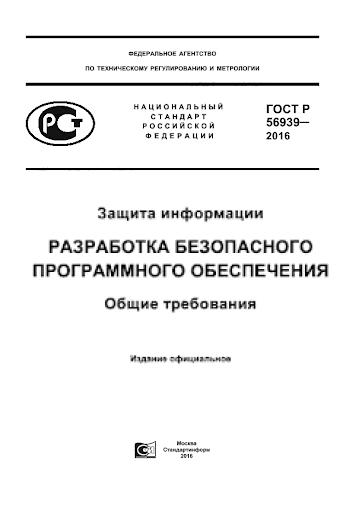 ФЕДЕРАЛЬНОЕ АГЕНТСТВО
ПО ТЕХНИЧЕСКОМУ РЕГУЛИРОВАНИЮ И МЕТРОЛОГИИ
НАЦИОНАЛЬНЫЙ
СТАНДАРТ
РОССИЙСКОЙ
ФЕДЕРАЦИИ
ГОСТ Р
56939—
2016
Защита информации
РАЗРАБОТКА БЕЗОПАСНОГО
ПРОГРАММНОГО ОБЕСПЕЧЕНИЯ
Общие требования
Издание официальное
Москва
Стандартинформ
2016